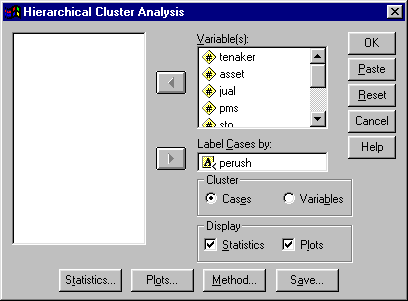 Hierarchical Cluster Analysis
Variable(s):
# tenaker
# asset
# jual
# pms
# sto
Label Cases by:
A perush
Cluster
Cases
Variables
Display
Statistics
Plots
OK
Paste
Reset
Cancel
Help
Statistics...
Plots...
Method...
Save...